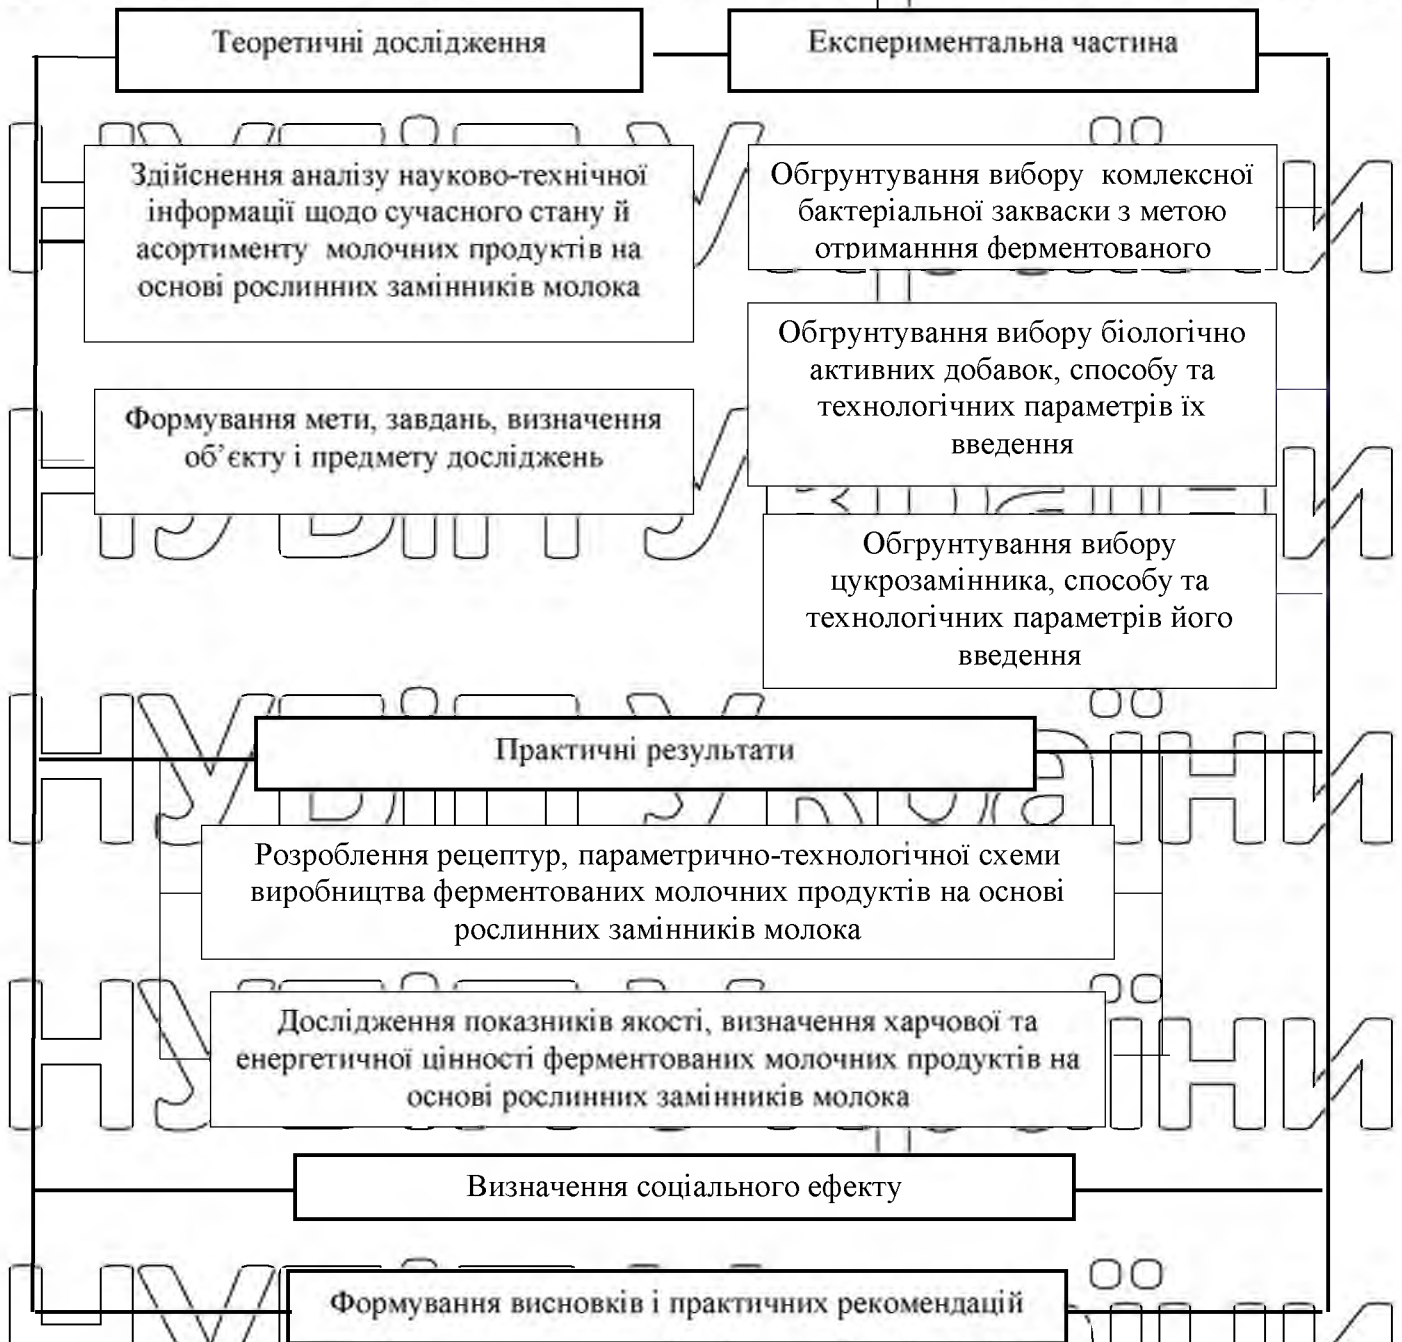 Теоретичні дослідження
Експериментальна частина
Здійснення аналізу науково-технічної
інформації щодо сучасного стану й
асортименту молочних продуктів на
основі рослинних замінників молока
Формування мети, завдань, визначення
об’єкту і предмету досліджень
Обгрунтування вибору комлексної
бактеріальної закваски з метою
отриманння ферментованого
Обгрунтування вибору біологічно
активних добавок, способу та
технологічних параметрів їх
введення
Обгрунтування вибору
цукрозамінника, способу та
технологічних параметрів його
введення
Практичні результати
Розроблення рецептур, параметрично-технологічної схеми
виробництва ферментованих молочних продуктів на основі
рослинних замінників молока
Дослідження показників якості, визначення харчової та
енергетичної цінності ферментованих молочних продуктів на
основі рослинних замінників молока
Визначення соціального ефекту
Формування висновків і практичних рекомендацій